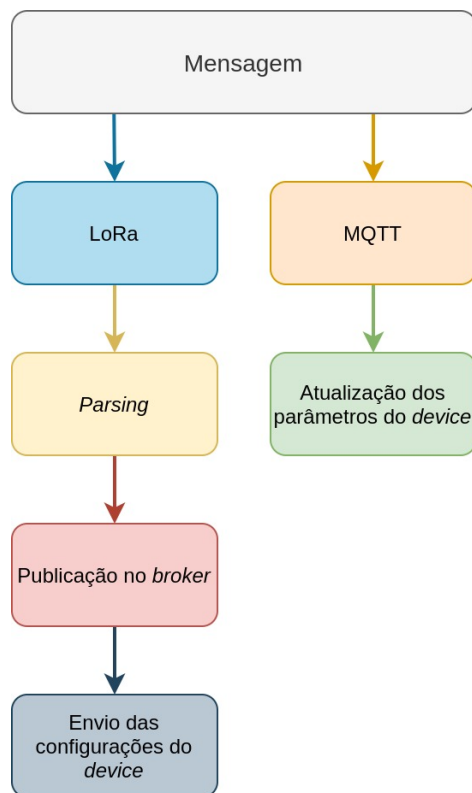 Mensagem
LoRa
MQTT
Parsing
Atualização dos
parâmetros do device
Publicação no broker
Envio das
configurações do
device